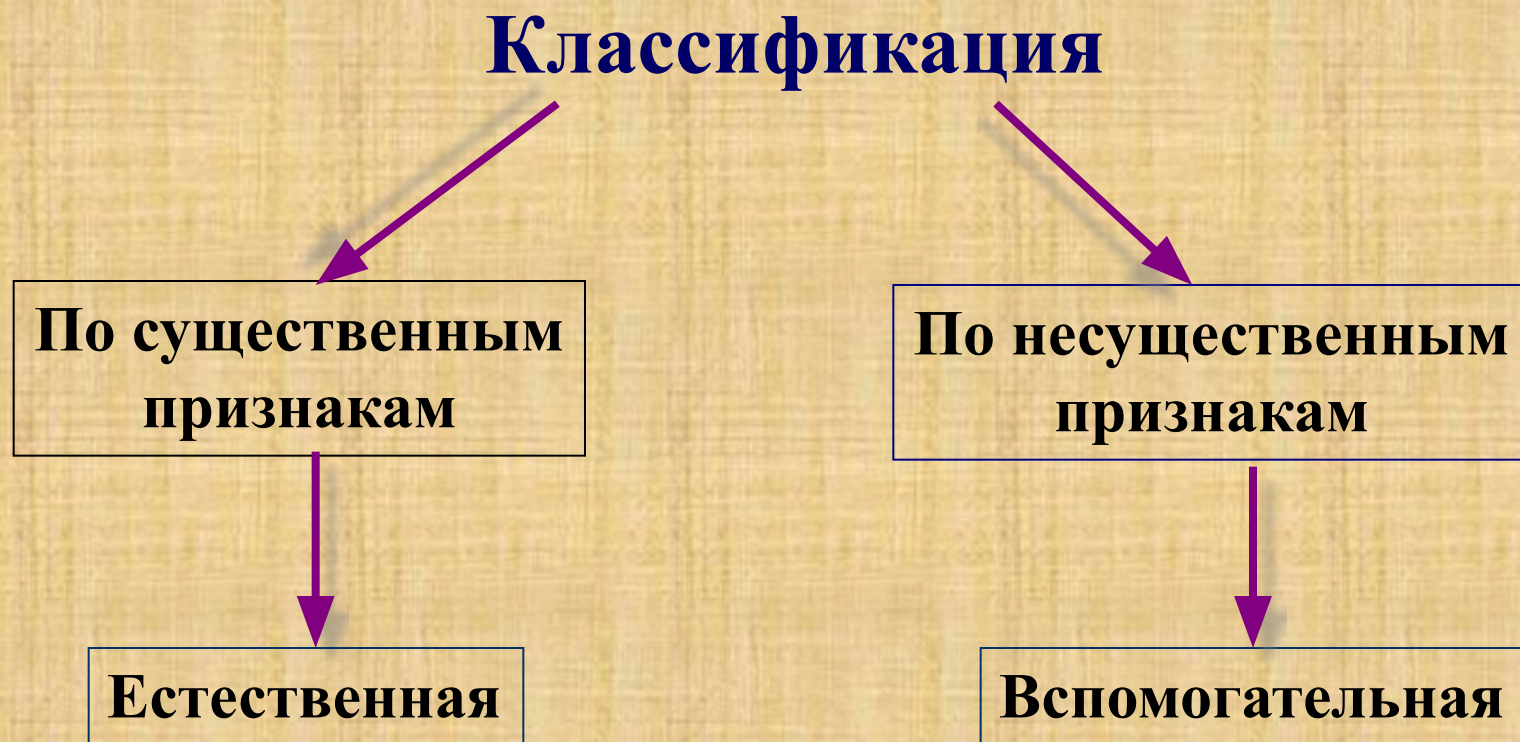 Классификация
По существенным
признакам
По несущественным
признакам
Естественная
Вспомогательная